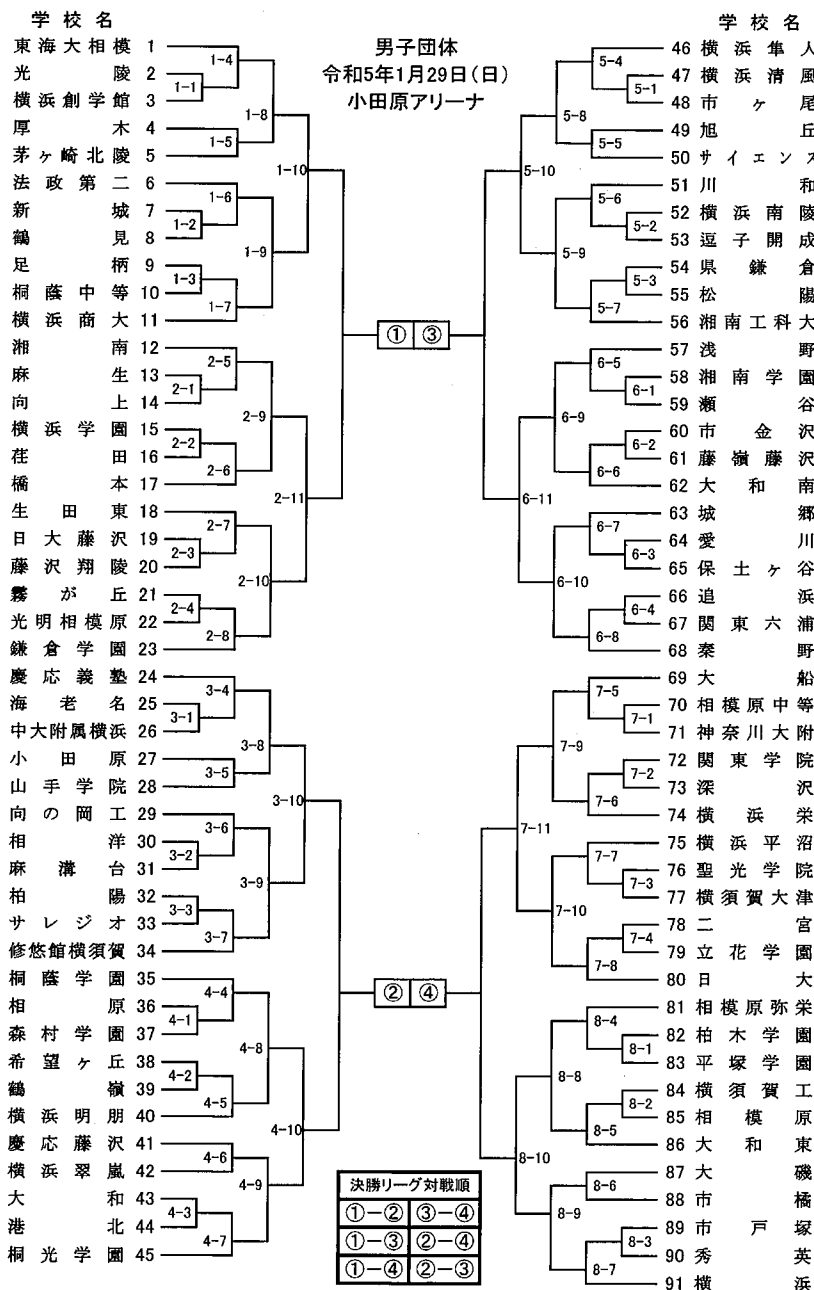 学校名
東海大相模 1
光陵 2
横浜創学館 3
厚木 4
茅ヶ崎北陵 5
法政第二 6
新城 7
鶴見 8
足柄 9
桐蔭中等 10
横浜商大 11
湘南 12
麻生 13
向上 14
横浜学園 15
荏田 16
橋本 17
生田東 18
日大藤沢 19
藤沢翔陵 20
霧が丘 21
光明相模原 22
鎌倉学園 23
慶応義塾 24
海老名 25
中大附属横浜 26
小田原 27
山手学院 28
向の岡工 29
相洋 30
麻溝台 31
柏陽 32
サレジオ 33
修悠館横須賀 34
桐蔭学園 35
相原 36
森村学園 37
希望ヶ丘 38
鶴嶺 39
横浜明朋 40
慶応藤沢 41
横浜翠嵐 42
大和 43
港北 44
桐光学園 45
1-4
1-1
1-8
1-5
1-10
1-6
1-2
1-9
1-3
1-7
2-5
2-1
2-9
2-2
2-6
2-11
2-7
2-3
2-10
2-4
2-8
3-4
3-1
3-8
3-5
3-10
3-6
3-2
3-9
3-3
3-7
4-4
4-1
4-8
4-2
4-5
4-10
4-6
4-9
4-3
4-7
男子団体
令和5年1月29日(日)
小田原アリーナ
① ③
② ④
決勝リーグ対戦順
①-② ③-④
①-③ ②-④
①-④ ②-③
5-4
5-1
5-8
5-5
5-10
5-6
5-2
5-9
5-3
5-7
6-5
6-1
6-9
6-2
6-6
6-11
6-7
6-3
6-10
6-4
6-8
7-5
7-1
7-9
7-2
7-6
7-11
7-7
7-3
7-10
7-4
7-8
8-4
8-1
8-8
8-2
8-5
8-10
8-6
8-9
8-3
8-7
学校名
46 横浜隼人
47 横浜清風
48 市ヶ尾
49 旭丘
50 サイエンス
51 川和
52 横浜南陵
53 逗子開成
54 県鎌倉
55 松陽
56 湘南工科大
57 浅野
58 湘南学園
59 瀬谷
60 市金沢
61 藤嶺藤沢
62 大和南
63 城郷
64 愛川
65 保土ヶ谷
66 追浜
67 関東六浦
68 秦野
69 大船
70 相模原中等
71 神奈川大附
72 関東学院
73 深沢
74 横浜栄
75 横浜平沼
76 聖光学院
77 横須賀大津
78 二宮
79 立花学園
80 日大
81 相模原弥栄
82 柏木学園
83 平塚学園
84 横須賀工
85 相模原
86 大和東
87 大磯
88 市橘
89 市戸塚
90 秀英
91 横浜